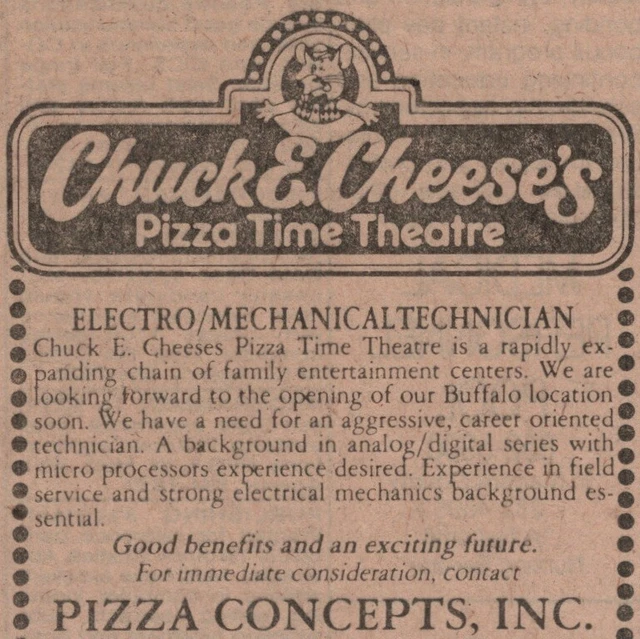 Chuck E. Cheese's
Pizza Time Theatre
ELECTRO/MECHANICALTECHNICIAN
Chuck E. Cheeses Pizza Time Theatre is a rapidly ex-
panding chain of family entertainment centers. We are
looking forward to the opening of our Buffalo location
soon. We have a need for an aggressive, career oriented
technician. A background in analog/digital series with
micro processors experience desired. Experience in field
service and strong electrical mechanics background es-
sential.
Good benefits and an exciting future.
For immediate consideration, contact
PIZZA CONCEPTS, INC.